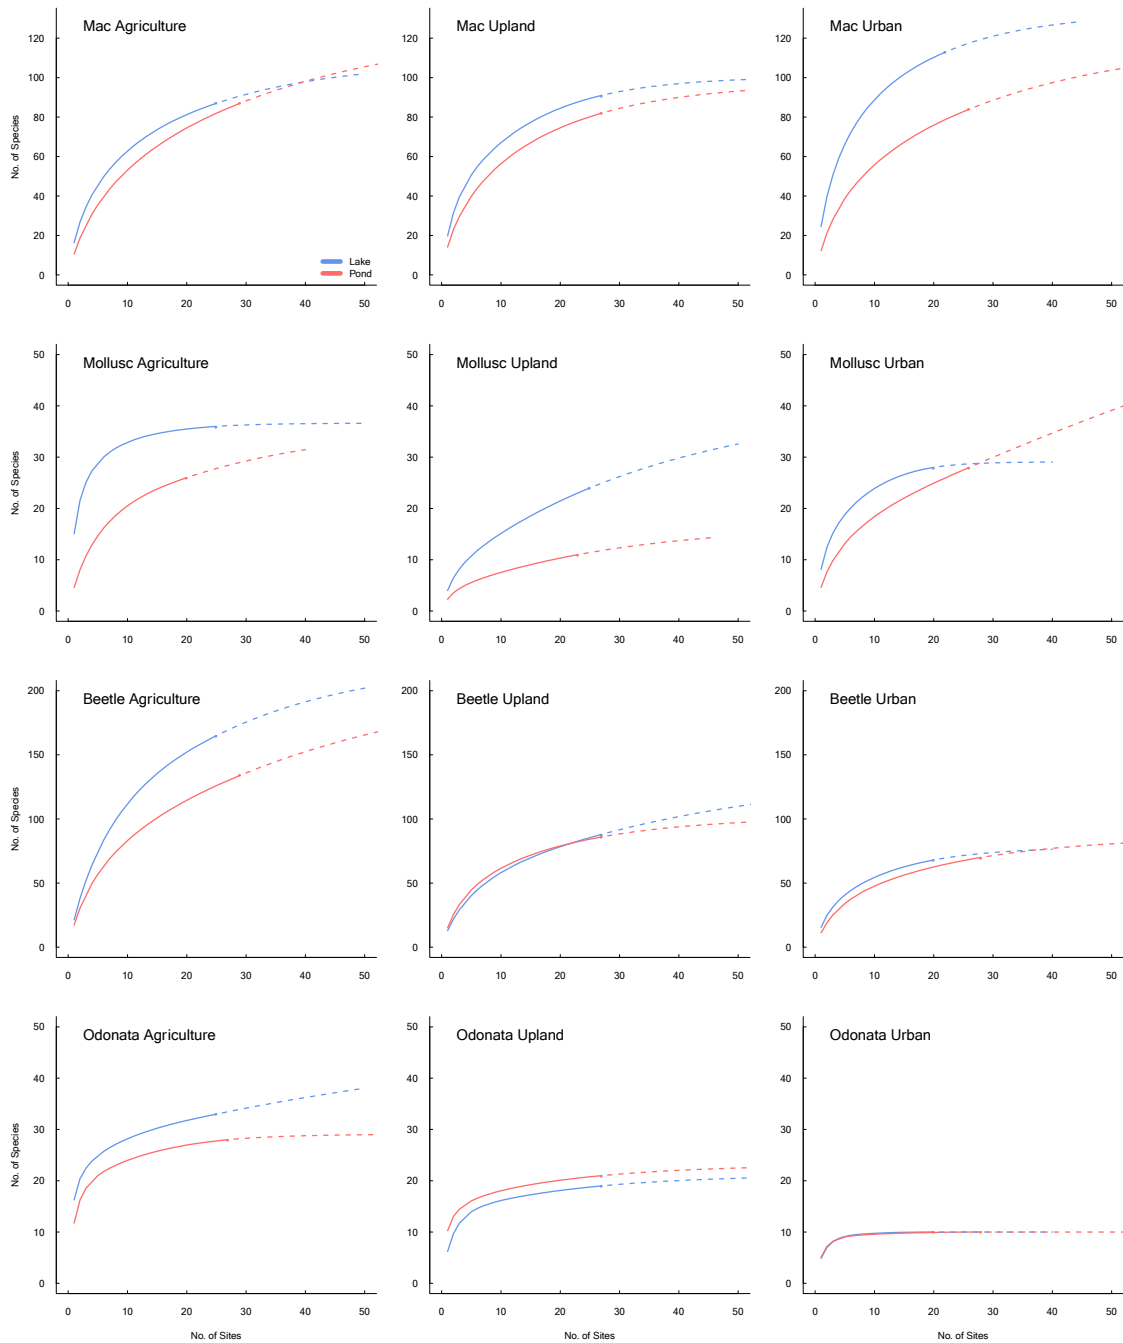 Mac Agriculture
Mac Upland
Mac Urban
No. of Species
120
100
80
60
40
20
0
120
100
80
60
40
20
0
120
100
80
60
40
20
0
Lake
Pond
0 10 20 30 40 50
0 10 20 30 40 50
0 10 20 30 40 50
Mollusc Agriculture
Mollusc Upland
Mollusc Urban
No. of Species
50
40
30
20
10
0
50
40
30
20
10
0
50
40
30
20
10
0
0 10 20 30 40 50
0 10 20 30 40 50
0 10 20 30 40 50
Beetle Agriculture
Beetle Upland
Beetle Urban
No. of Species
200
150
100
50
0
200
150
100
50
0
200
150
100
50
0
0 10 20 30 40 50
0 10 20 30 40 50
0 10 20 30 40 50
Odonata Agriculture
Odonata Upland
Odonata Urban
No. of Species
50
40
30
20
10
0
50
40
30
20
10
0
50
40
30
20
10
0
0 10 20 30 40 50
0 10 20 30 40 50
0 10 20 30 40 50
No. of Sites
No. of Sites
No. of Sites